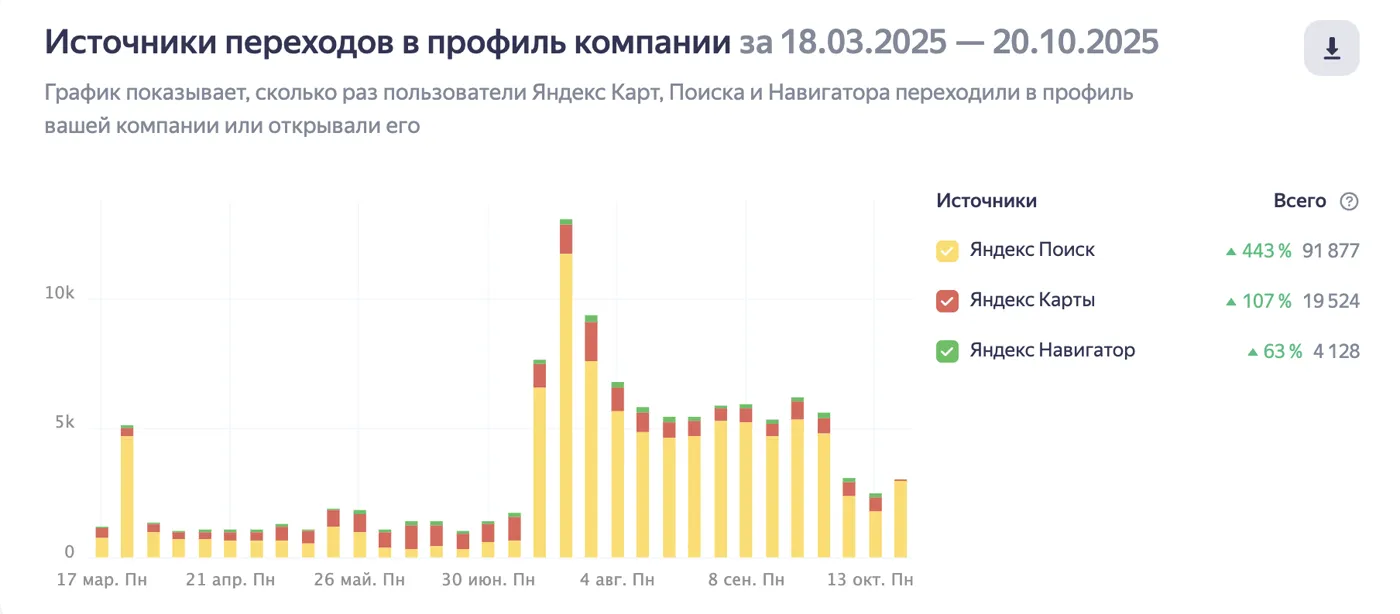 Источники переходов в профиль компании за 18.03.2025 — 20.10.2025
График показывает, сколько раз пользователи Яндекс Карт, Поиска и Навигатора переходили в профиль
вашей компании или открывали его
Источники Всего ?
Яндекс Поиск 443 % 91 877
Яндекс Карты 107 % 19 524
Яндекс Навигатор 63 % 4 128
10k
5k
0
17 мар. Пн 21 апр. Пн 26 май. Пн 30 июн. Пн 4 авг. Пн 8 сен. Пн 13 окт. Пн